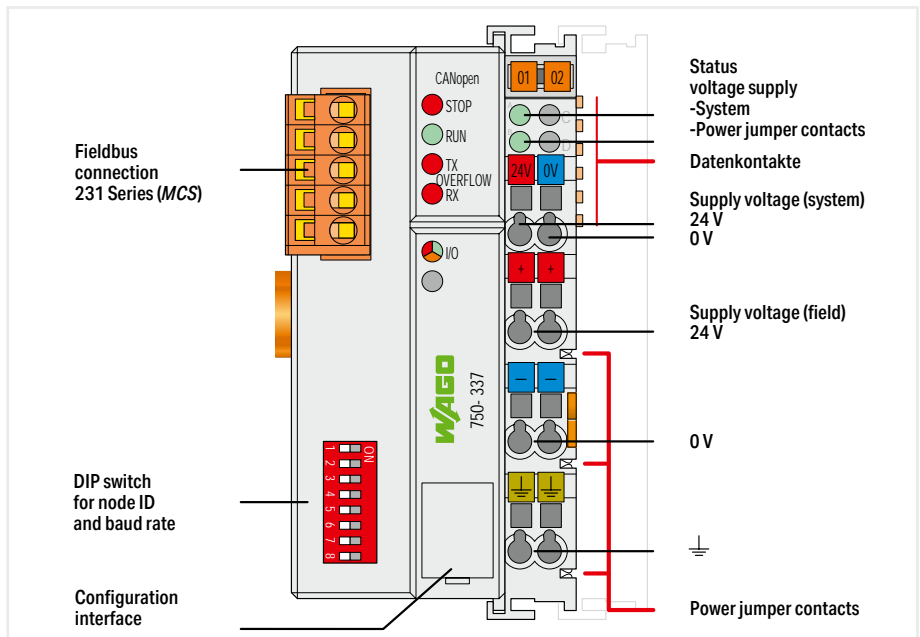 Fieldbus
connection
231 Series (MCS)
DIP switch
for node ID
and baud rate
Configuration
interface
CANopen
STOP
RUN
TX
OVERFLOW
RX
I/O
WAGO
750- 337
ON
1
2
3
4
5
6
7
8
01 02
A C
B D
24V 0V
+ +
– –
Status
voltage supply
-System
-Power jumper contacts
Datenkontakte
Supply voltage (system)
24 V
0 V
Supply voltage (field)
24 V
0 V
Power jumper contacts